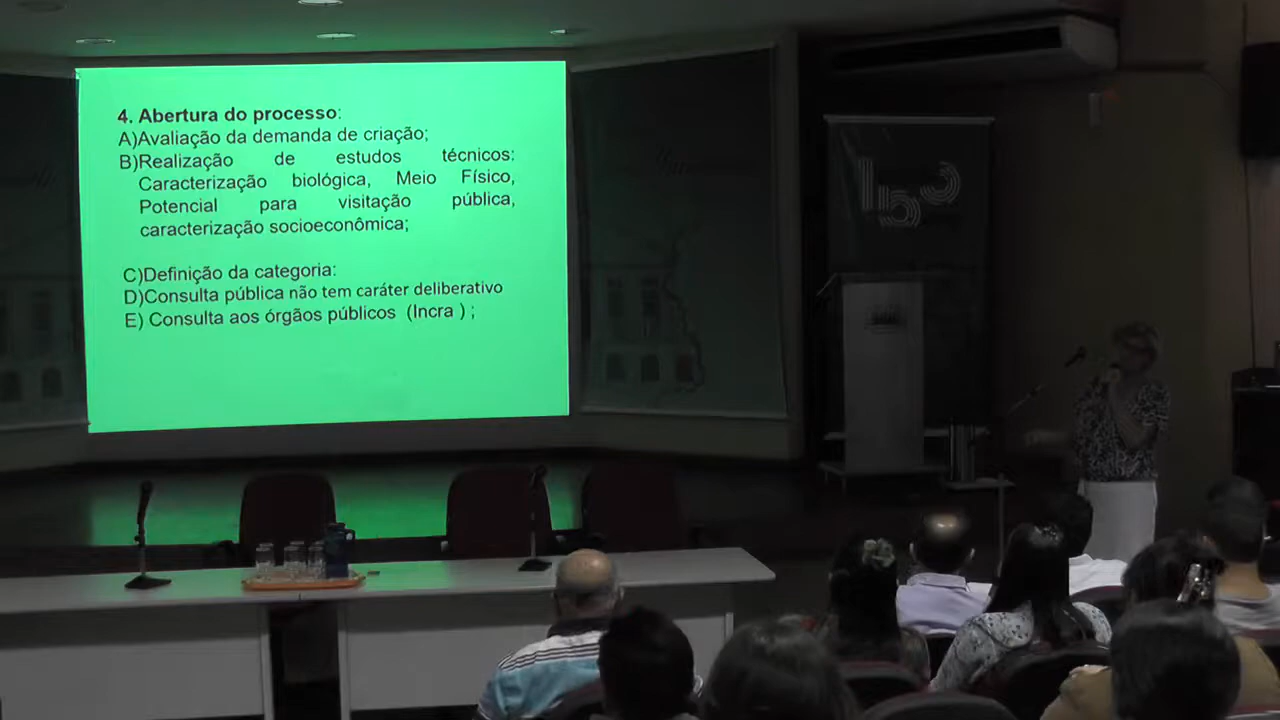 4. Abertura do processo:
A)Avaliação da demanda de criação;
B)Realização de estudos técnicos:
Caracterização biológica, Meio Físico,
Potencial para visitação pública,
caracterização socioeconômica;
C)Definição da categoria:
D)Consulta pública não tem caráter deliberativo
E) Consulta aos órgãos públicos (Incra ) ;